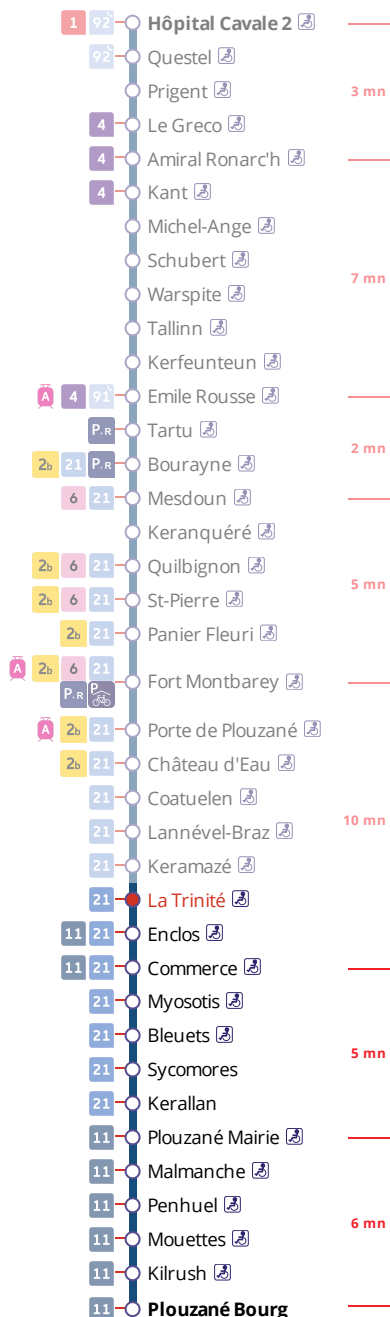 1 92 Hôpital Cavale 2
92 Questel
Prigent
3 mn
4 Le Greco
4 Amiral Ronarc'h
4 Kant
Michel-Ange
Schubert
7 mn
Warspite
Tallinn
Kerfeunteun
A 4 91 Emile Rousse
P.R Tartu
2 mn
2b 21 P.R Bourayne
6 21 Mesdoun
Keranquéré
2b 6 21 Quilbignon
5 mn
2b 6 21 St-Pierre
2b 21 Panier Fleuri
A 2b 6 21
P.R P Fort Montbarey
A 2b 21 Porte de Plouzané
2b 21 Château d'Eau
21 Coatuelen
10 mn
21 Lannével-Braz
21 Keramazé
21 La Trinité
11 21 Enclos
11 21 Commerce
21 Myosotis
21 Bleuets
5 mn
21 Sycomores
21 Kerallan
11 Plouzané Mairie
11 Malmanche
11 Penhuel
6 mn
11 Mouettes
11 Kilrush
11 Plouzané Bourg